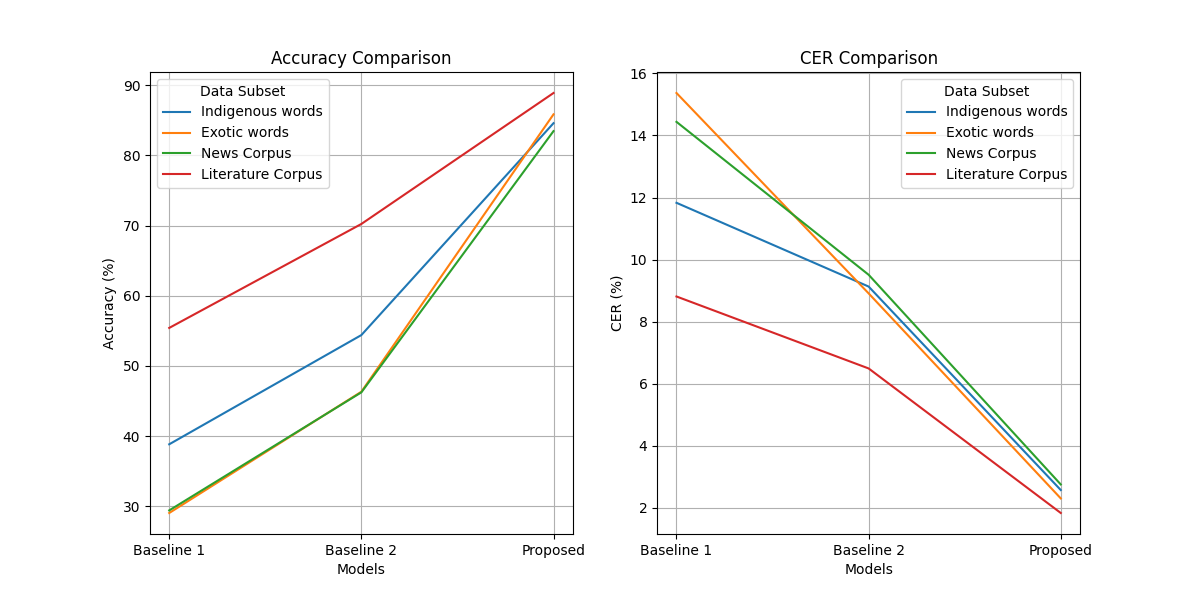 Accuracy Comparison
Accuracy (%)
90
80
70
60
50
40
30
Data Subset
Indigenous words
Exotic words
News Corpus
Literature Corpus
Baseline 1
Baseline 2
Proposed
Models
CER Comparison
CER (%)
16
14
12
10
8
6
4
2
Data Subset
Indigenous words
Exotic words
News Corpus
Literature Corpus
Baseline 1
Baseline 2
Proposed
Models